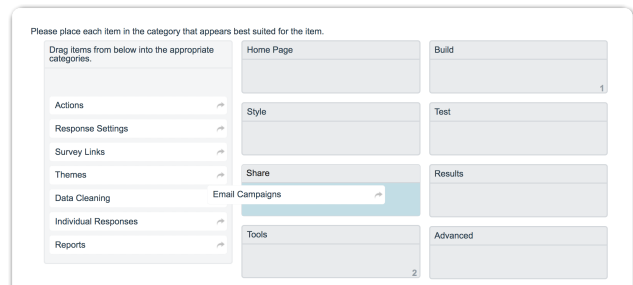 Please place each item in the category that appears best suited for the item.
Drag items from below into the appropriate
categories.
Actions
Response Settings
Survey Links
Themes
Data Cleaning
Individual Responses
Reports
Home Page
Build
1
Style
Test
Share
Email Campaigns
Results
Tools
2
Advanced